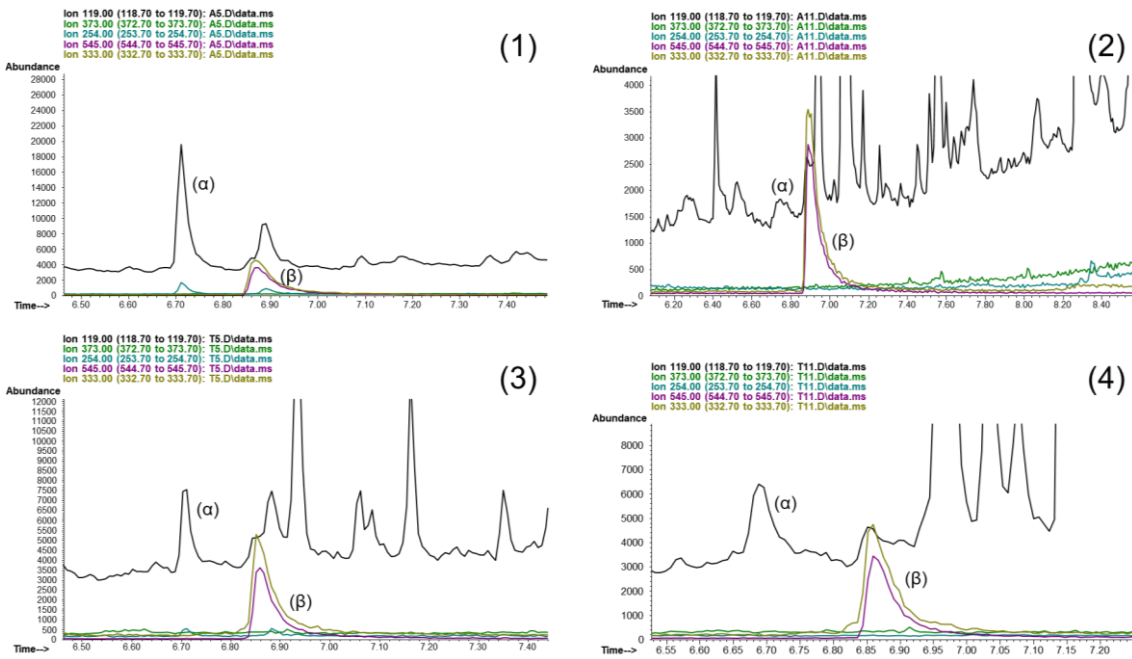 Ion 119.00 (118.70 to 119.70): A5.D\data.ms
Ion 373.00 (372.70 to 373.70): A5.D\data.ms
Ion 254.00 (253.70 to 254.70): A5.D\data.ms
Ion 545.00 (544.70 to 545.70): A5.D\data.ms
Ion 333.00 (332.70 to 333.70): A5.D\data.ms
(1)
Abundance
28000
26000
24000
22000
20000
18000
16000
14000
12000
10000
8000
6000
4000
2000
0
(α)
(β)
6.50 6.60 6.70 6.80 6.90 7.00 7.10 7.20 7.30 7.40
Time-->
Ion 119.00 (118.70 to 119.70): A11.D\data.ms
Ion 373.00 (372.70 to 373.70): A11.D\data.ms
Ion 254.00 (253.70 to 254.70): A11.D\data.ms
Ion 545.00 (544.70 to 545.70): A11.D\data.ms
Ion 333.00 (332.70 to 333.70): A11.D\data.ms
(2)
Abundance
4000
3500
3000
2500
2000
1500
1000
500
0
(α)
(β)
6.20 6.40 6.60 6.80 7.00 7.20 7.40 7.60 7.80 8.00 8.20 8.40
Time-->
Ion 119.00 (118.70 to 119.70): T5.D\data.ms
Ion 373.00 (372.70 to 373.70): T5.D\data.ms
Ion 254.00 (253.70 to 254.70): T5.D\data.ms
Ion 545.00 (544.70 to 545.70): T5.D\data.ms
Ion 333.00 (332.70 to 333.70): T5.D\data.ms
(3)
Abundance
12000
11500
11000
10500
10000
9500
9000
8500
8000
7500
7000
6500
6000
5500
5000
4500
4000
3500
3000
2500
2000
1500
1000
500
0
(α)
(β)
6.50 6.60 6.70 6.80 6.90 7.00 7.10 7.20 7.30 7.40
Time-->
Ion 119.00 (118.70 to 119.70): T11.D\data.ms
Ion 373.00 (372.70 to 373.70): T11.D\data.ms
Ion 254.00 (253.70 to 254.70): T11.D\data.ms
Ion 545.00 (544.70 to 545.70): T11.D\data.ms
Ion 333.00 (332.70 to 333.70): T11.D\data.ms
(4)
Abundance
8000
7000
6000
5000
4000
3000
2000
1000
0
(α)
(β)
6.55 6.60 6.65 6.70 6.75 6.80 6.85 6.90 6.95 7.00 7.05 7.10 7.15 7.20
Time-->